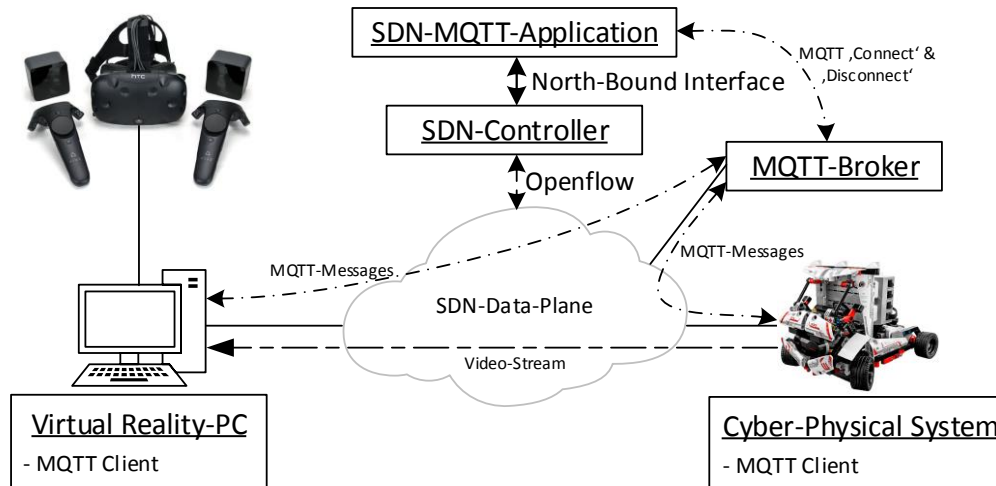 SDN-MQTT-Application
MQTT ‚Connect‘ &
‚Disconnect‘
North-Bound Interface
hTC
SDN-Controller
Openflow
MQTT-Broker
MQTT-Messages
MQTT-Messages
SDN-Data-Plane
Video-Stream
Virtual Reality-PC
- MQTT Client
Cyber-Physical System
- MQTT Client